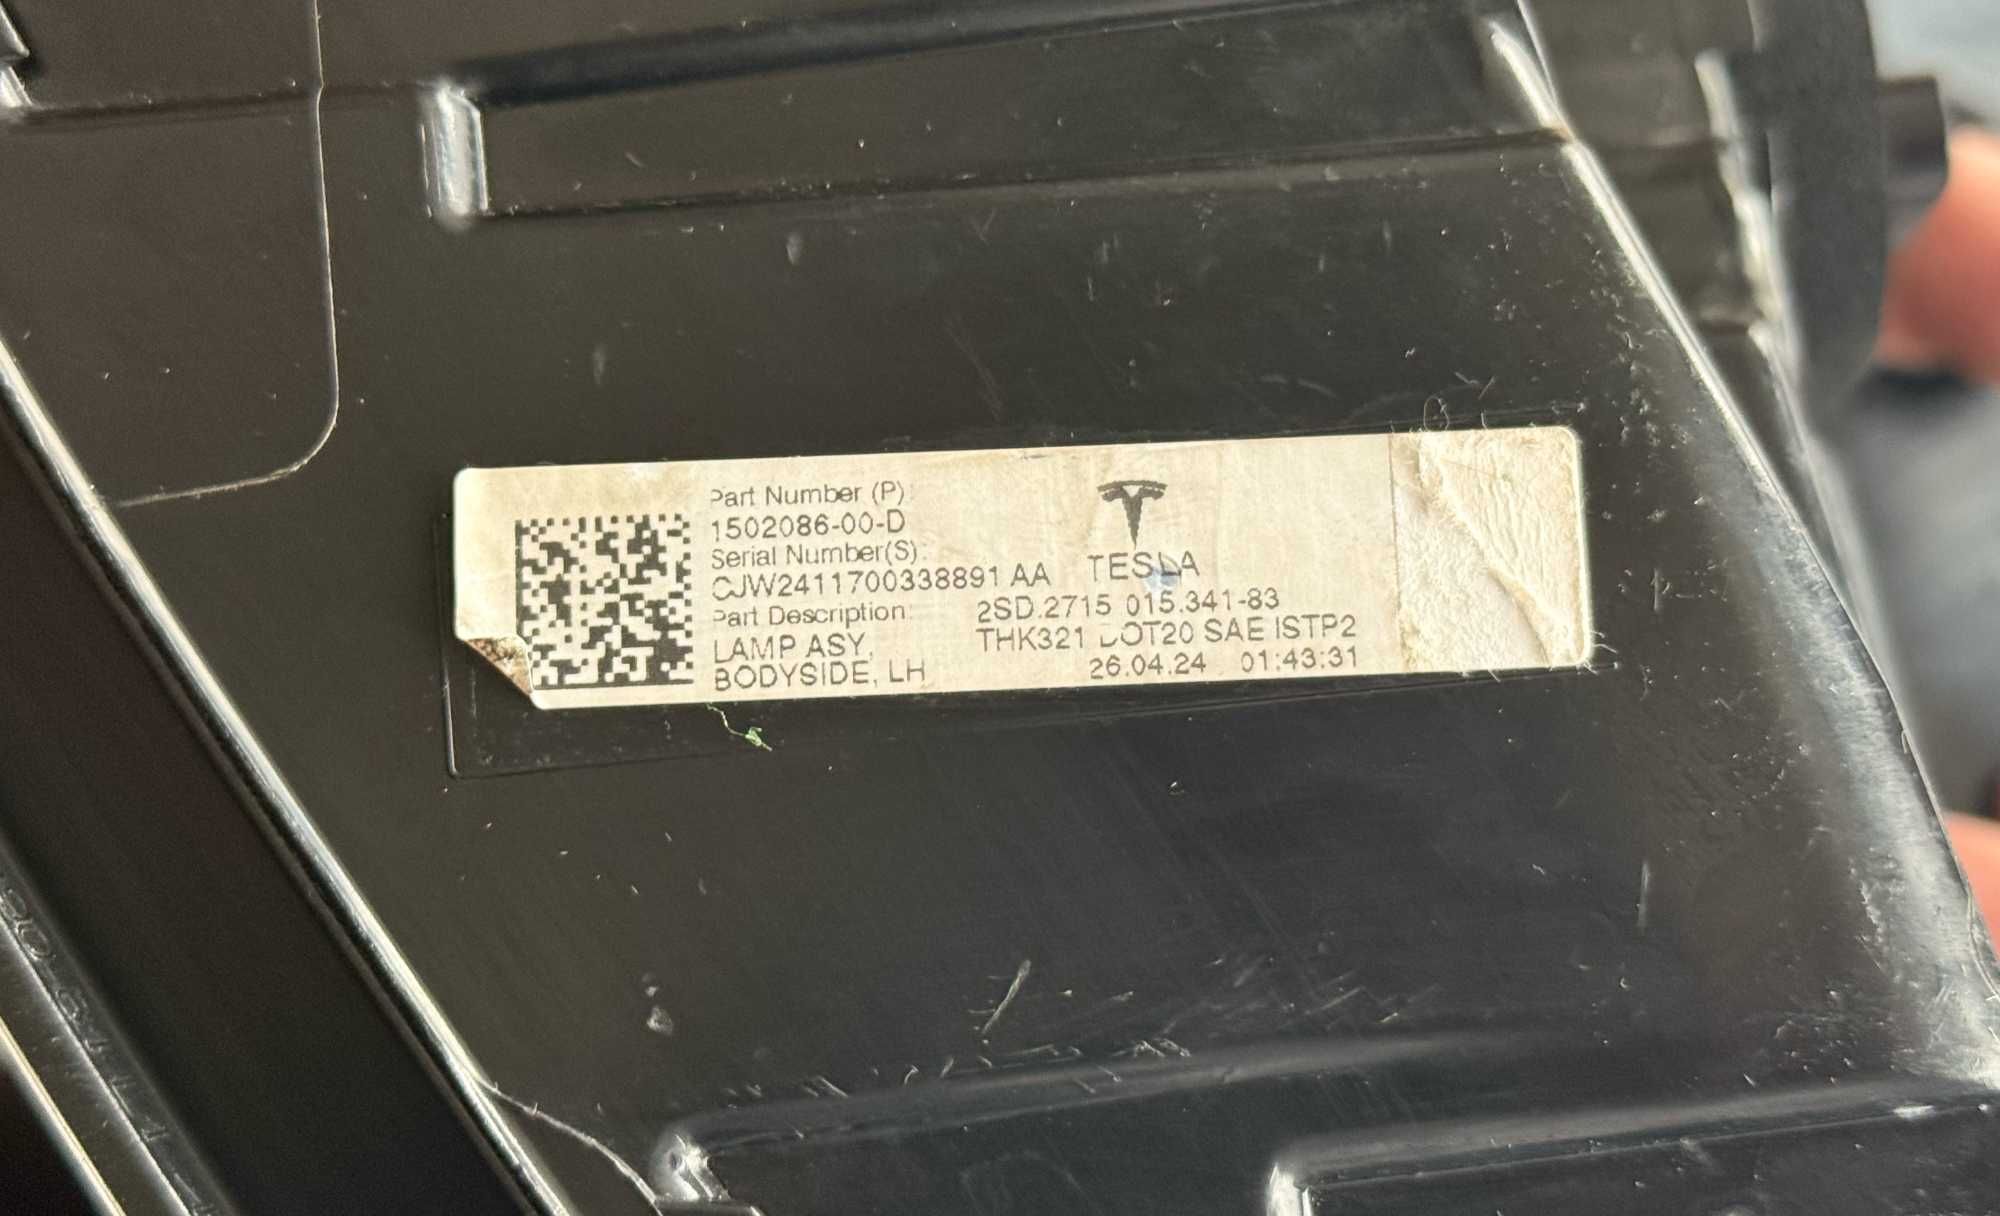 Part Number (P):
1502086-00-D
Serial Number(S):
CJW2411700338891 AA
TESLA
Part Description:
2SD.2715 015.341-83
LAMP ASY,
THK321 DOT20 SAE ISTP2
BODYSIDE, LH
26.04.24 01:43:31